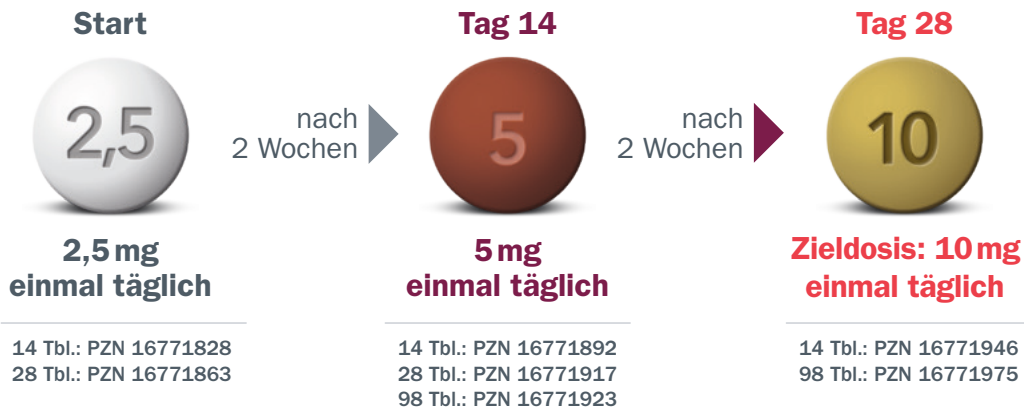 Start
2,5
nach
2 Wochen
2,5 mg
einmal täglich
14 Tbl.: PZN 16771828
28 Tbl.: PZN 16771863
Tag 14
5
nach
2 Wochen
5 mg
einmal täglich
14 Tbl.: PZN 16771892
28 Tbl.: PZN 16771917
98 Tbl.: PZN 16771923
Tag 28
10
Zieldosis: 10 mg
einmal täglich
14 Tbl.: PZN 16771946
98 Tbl.: PZN 16771975